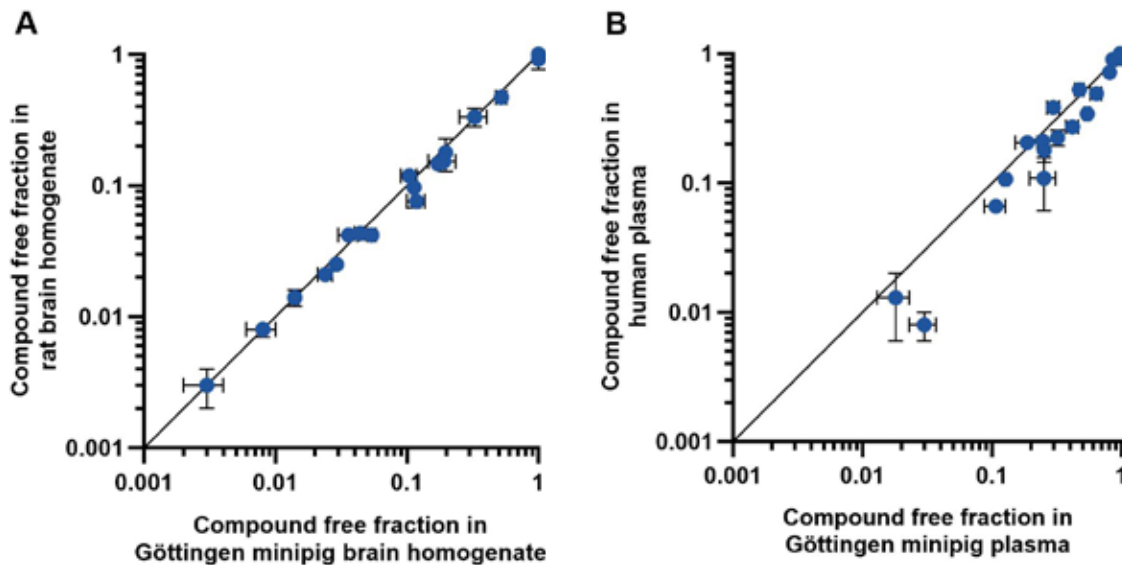 A
Compound free fraction in
rat brain homogenate
1
0.1
0.01
0.001
0.001 0.01 0.1 1
Compound free fraction in
Göttingen minipig brain homogenate
B
Compound free fraction in
human plasma
1
0.1
0.01
0.001
0.001 0.01 0.1 1
Compound free fraction in
Göttingen minipig plasma